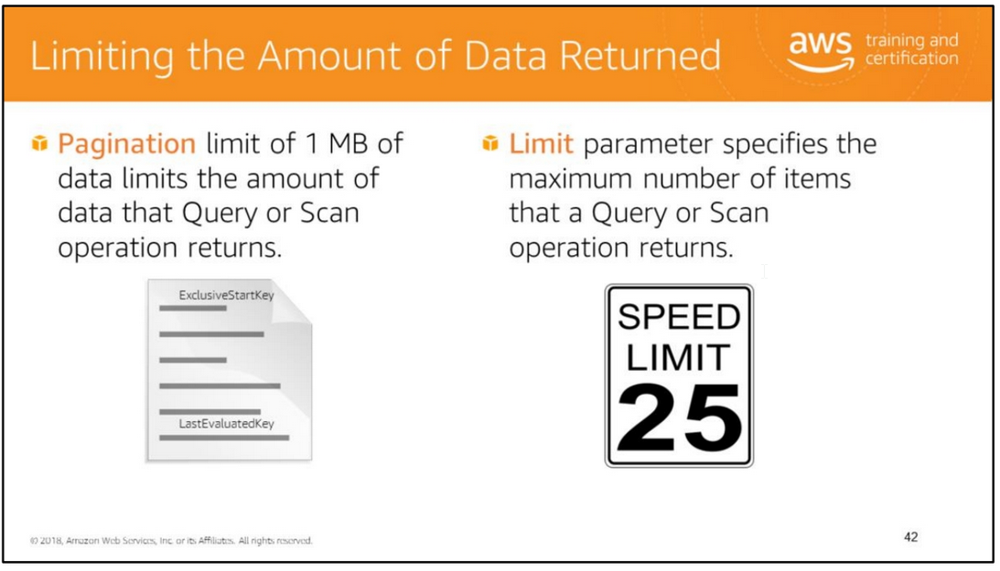 Limiting the Amount of Data Returned
aws training and
certification
Pagination limit of 1 MB of
data limits the amount of
data that Query or Scan
operation returns.
ExclusiveStartKey
LastEvaluatedKey
Limit parameter specifies the
maximum number of items
that a Query or Scan
operation returns.
SPEED
LIMIT
25
© 2018, Amazon Web Services, Inc. or its Affiliates. All rights reserved.
42